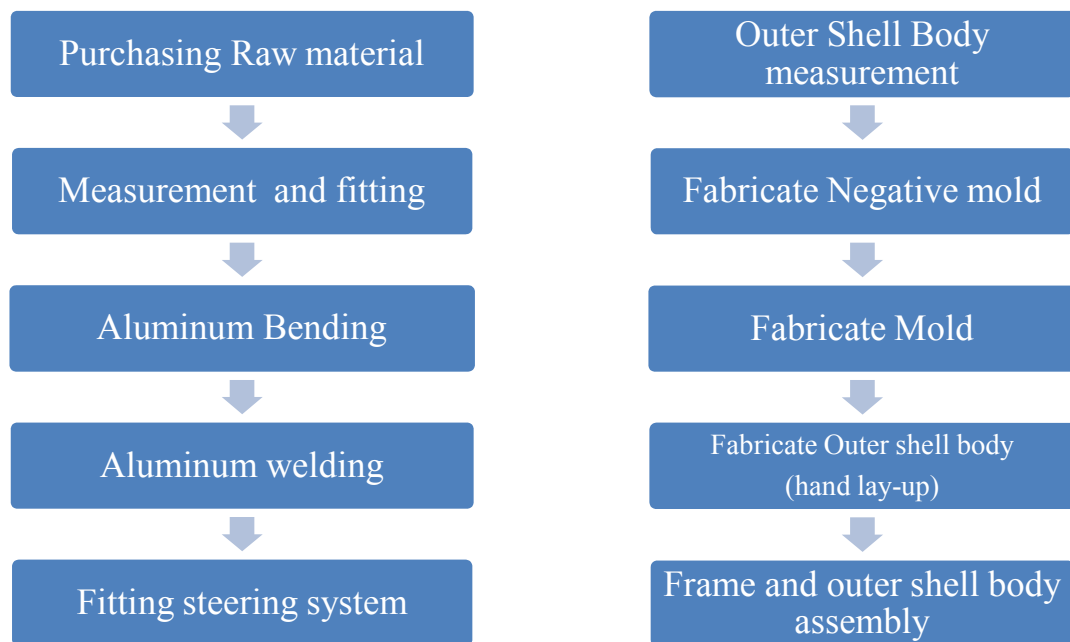 Purchasing Raw material
Measurement  and fitting
Aluminum Bending
Aluminum welding
Fitting steering system
Outer Shell Body
measurement
Fabricate Negative mold
Fabricate Mold
Fabricate Outer shell body
(hand lay-up)
Frame and outer shell body
assembly